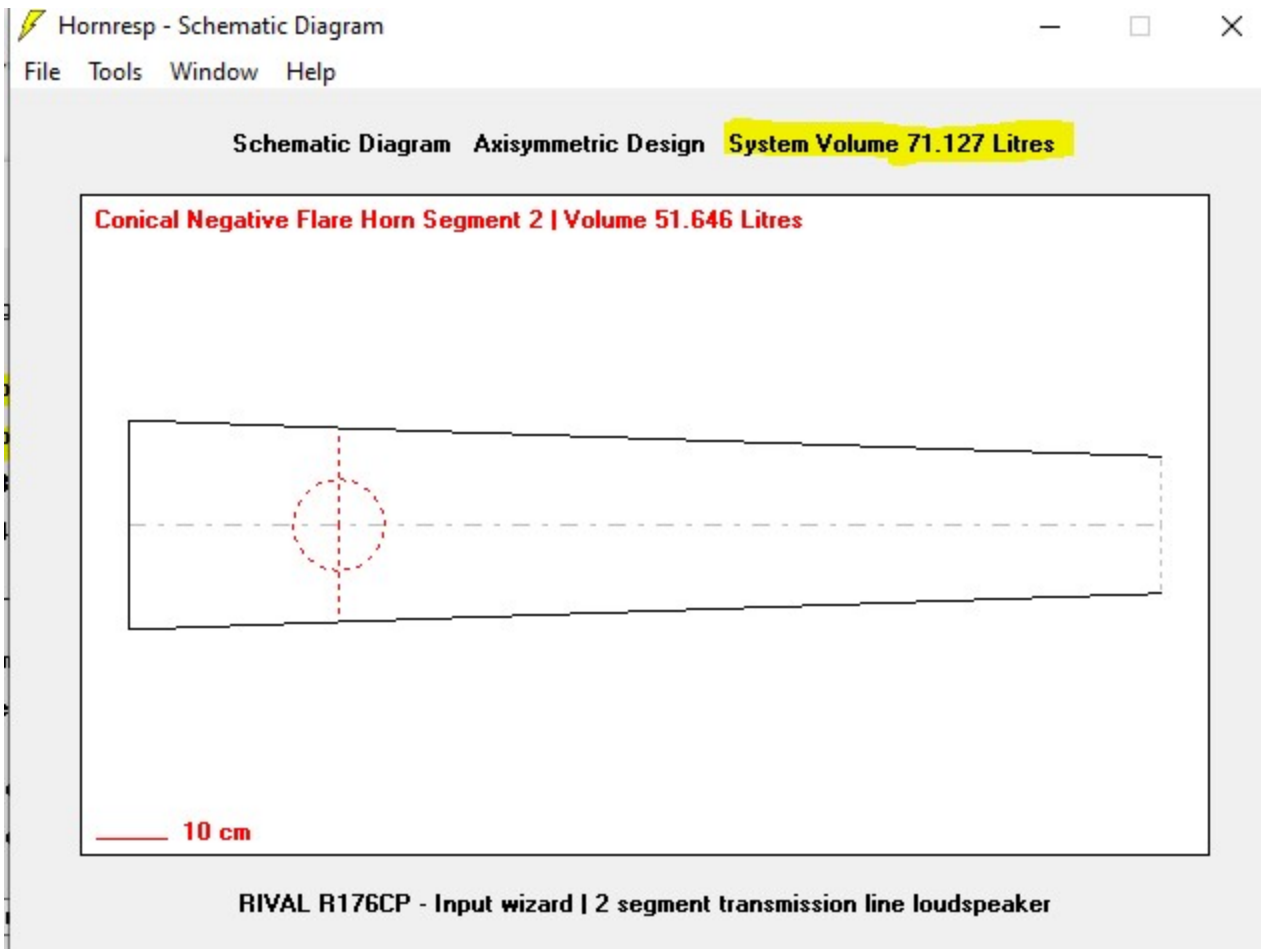 Hornresp - Schematic Diagram
File Tools Window Help
Schematic Diagram Axisymmetric Design System Volume 71.127 Litres
Conical Negative Flare Horn Segment 2 | Volume 51.646 Litres
10 cm
RIVAL R176CP - Input wizard | 2 segment transmission line loudspeaker